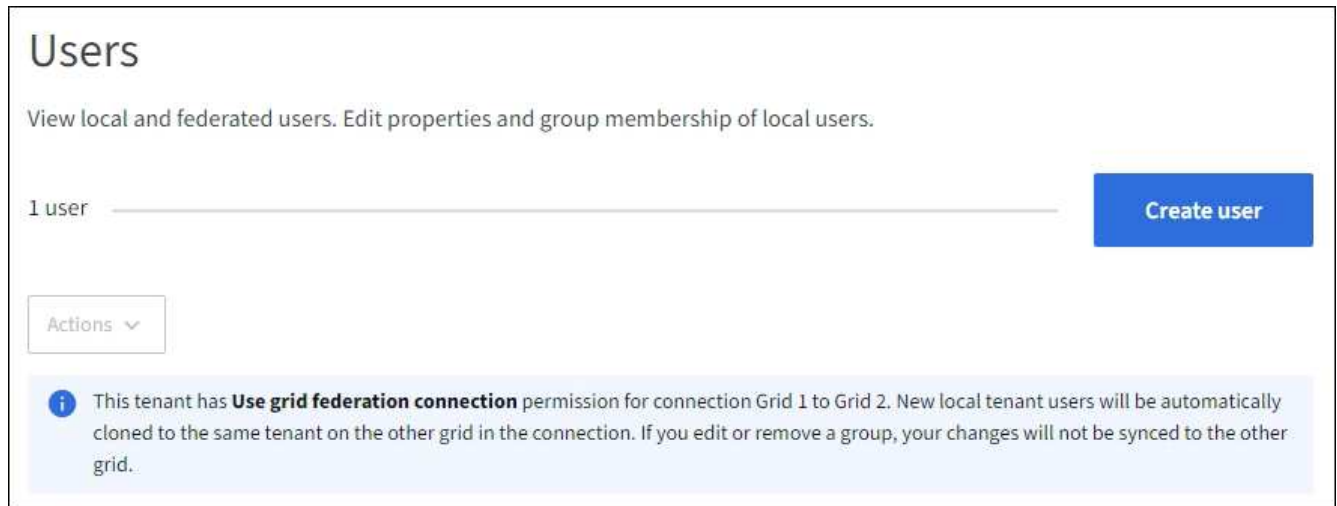 Users
View local and federated users. Edit properties and group membership of local users.
1 user
Create user
Actions
This tenant has Use grid federation connection permission for connection Grid 1 to Grid 2. New local tenant users will be automatically
cloned to the same tenant on the other grid in the connection. If you edit or remove a group, your changes will not be synced to the other
grid.